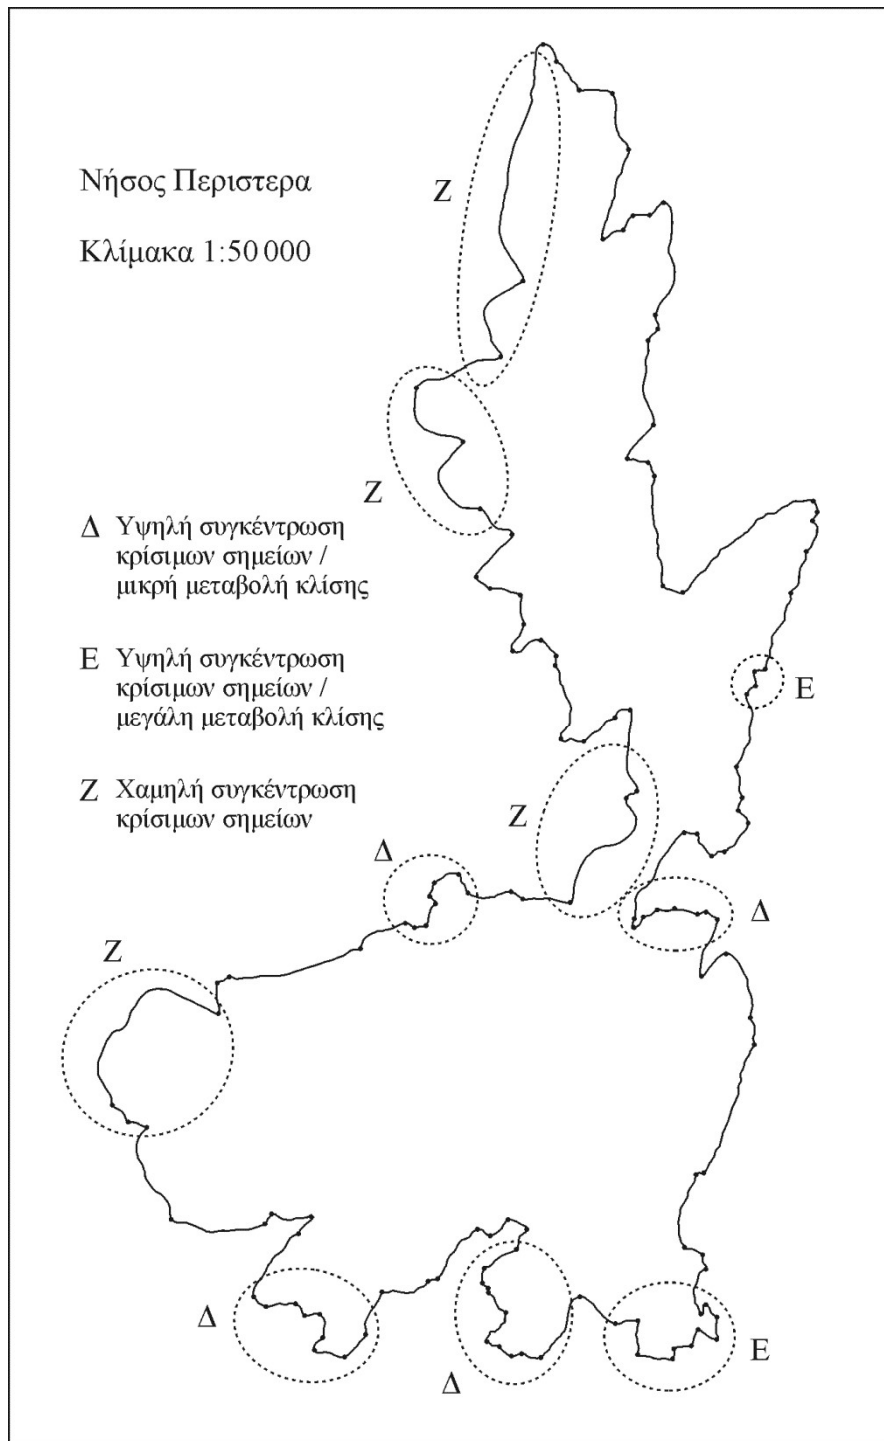 Νήσος Περιστερα
Ζ
Κλίμακα 1:50 000
Ζ
Δ Υψηλή συγκέντρωση
κρίσιμων σημείων /
μικρή μεταβολή κλίσης
Ε Υψηλή συγκέντρωση
κρίσιμων σημείων /
μεγάλη μεταβολή κλίσης
Ε
Ζ Χαμηλή συγκέντρωση
κρίσιμων σημείων
Ζ
Δ
Δ
Ζ
Δ
Δ
Ε